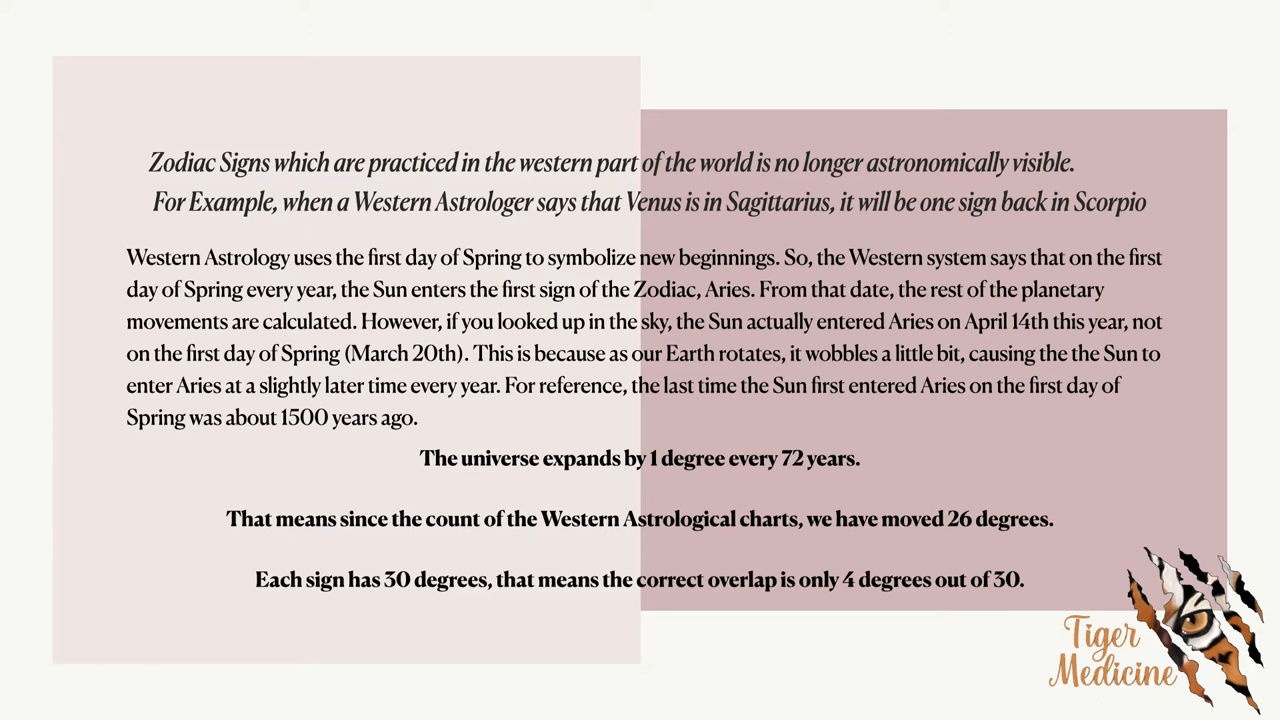 Zodiac Signs which are practiced in the western part of the world is no longer astronomically visible.
For Example, when a Western Astrologer says that Venus is in Sagittarius, it will be one sign back in Scorpio
Western Astrology uses the first day of Spring to symbolize new beginnings. So, the Western system says that on the first
day of Spring every year, the Sun enters the first sign of the Zodiac, Aries. From that date, the rest of the planetary
movements are calculated. However, if you looked up in the sky, the Sun actually entered Aries on April 14th this year, not
on the first day of Spring (March 20th). This is because as our Earth rotates, it wobbles a little bit, causing the the Sun to
enter Aries at a slightly later time every year. For reference, the last time the Sun first entered Aries on the first day of
Spring was about 1500 years ago.
The universe expands by 1 degree every 72 years.
That means since the count of the Western Astrological charts, we have moved 26 degrees.
Each sign has 30 degrees, that means the correct overlap is only 4 degrees out of 30.
Tiger
Medicine